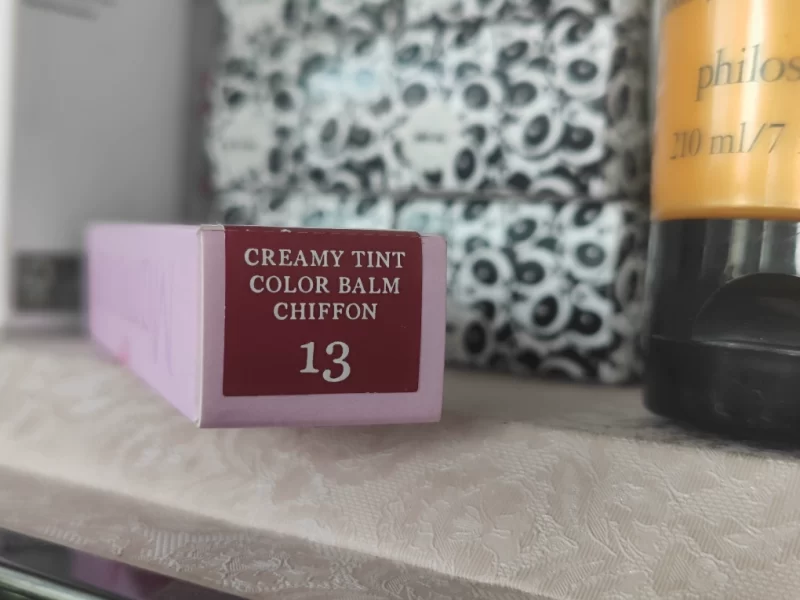 CREAMY TINT
COLOR BALM
CHIFFON
13
philos
210 ml/7